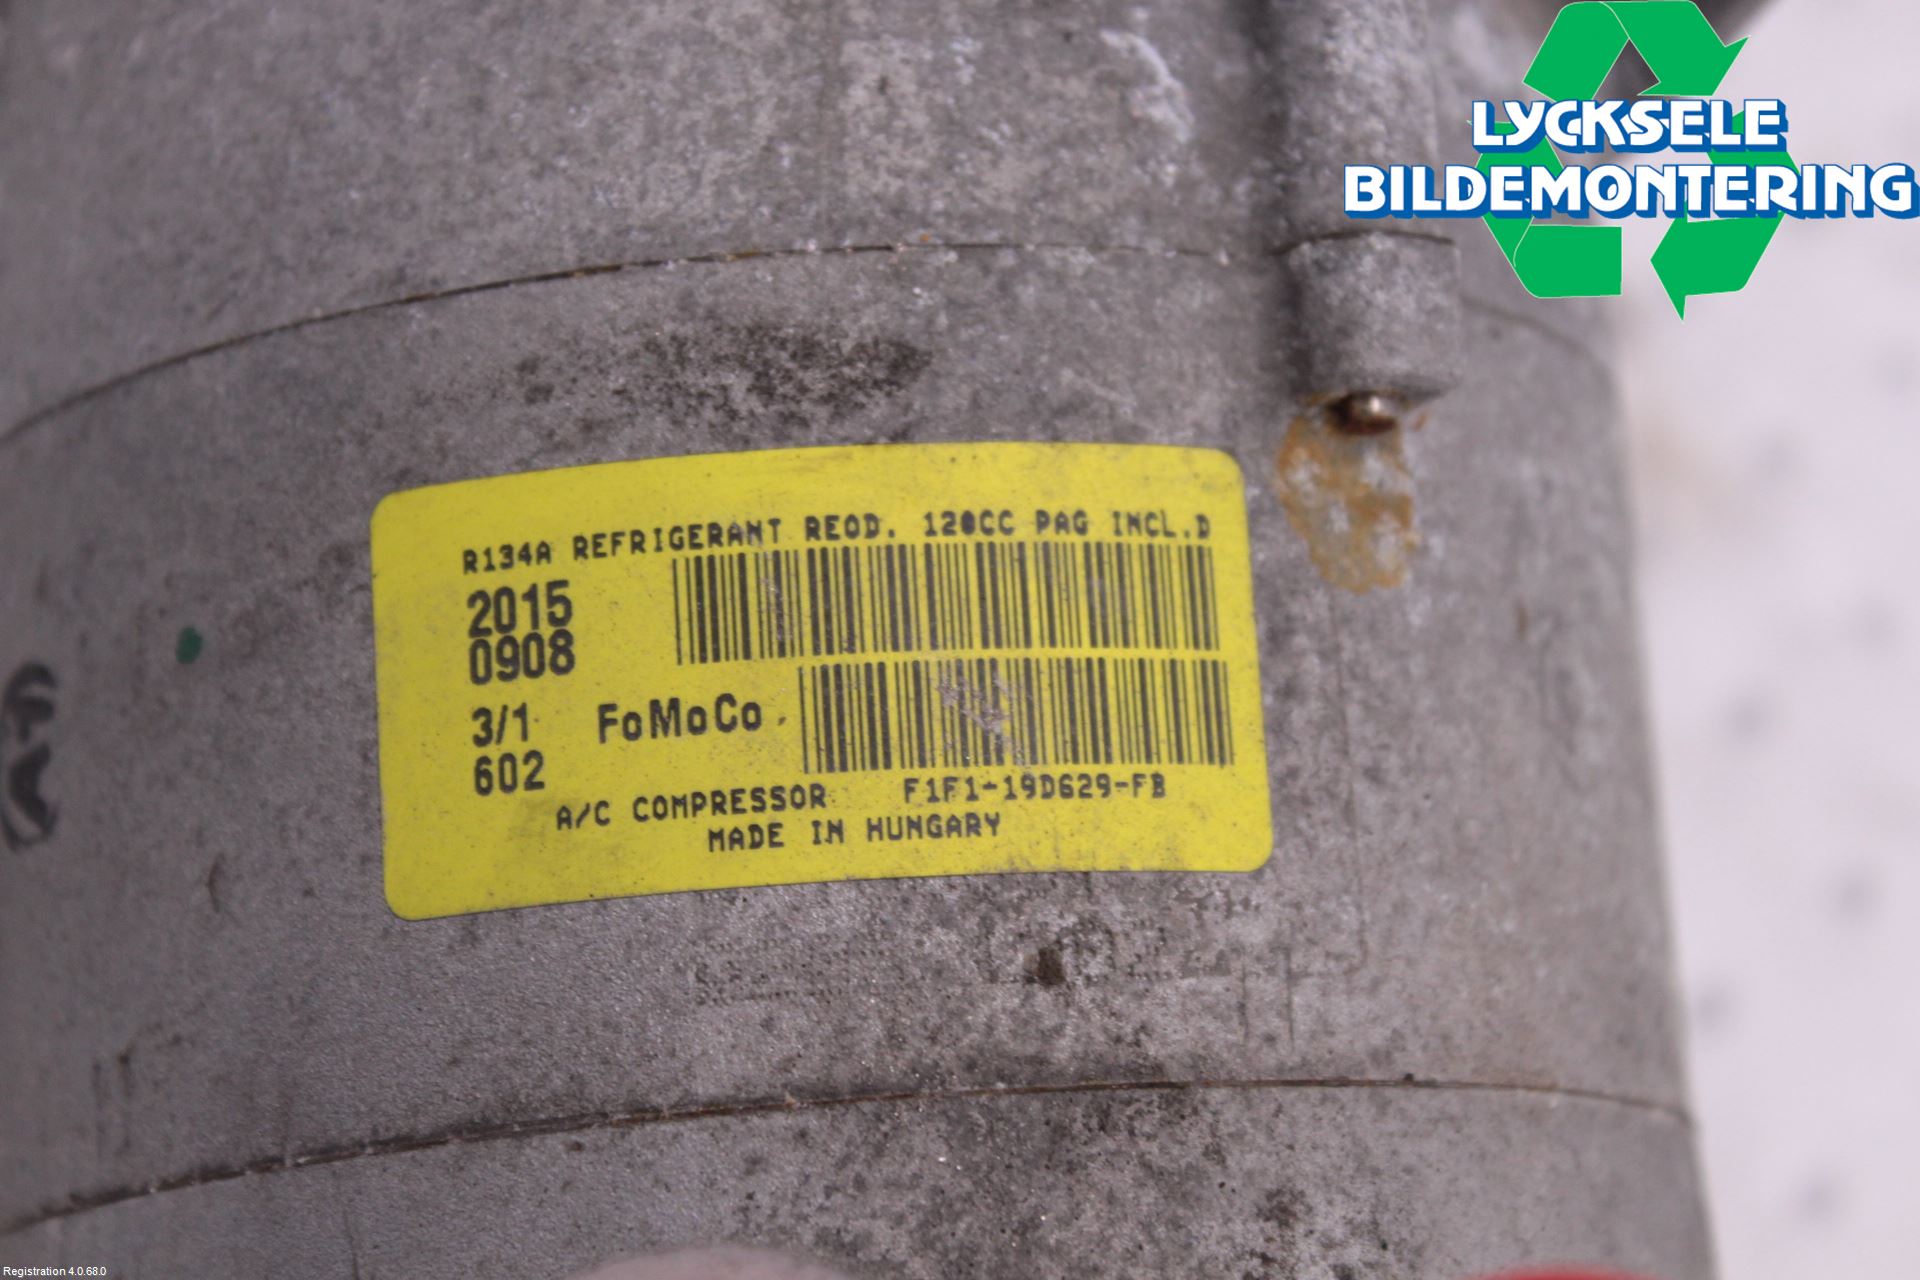 LYCKSELE
BILDEMONTERING
R134A REFRIGERANT REQD. 120CC PAG INCL.D
2015
0908
3/1 FoMoCo
602
A/C COMPRESSOR F1F1-19D629-FB
MADE IN HUNGARY
Registration 4.0.68.0